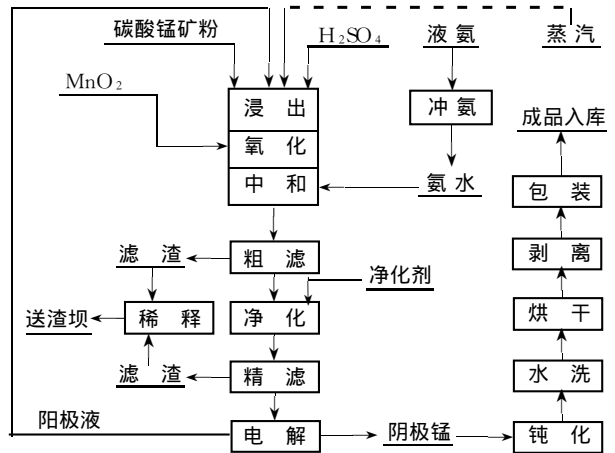 碳酸锰矿粉
H₂SO₄
液氨
蒸汽
MnO₂
浸出
冲氨
成品入库
氧化
中和
氨水
包装
滤渣
粗滤
净化剂
剥离
送渣坝
稀释
净化
烘干
滤渣
精滤
水洗
阳极液
电解
阴极锰
钝化